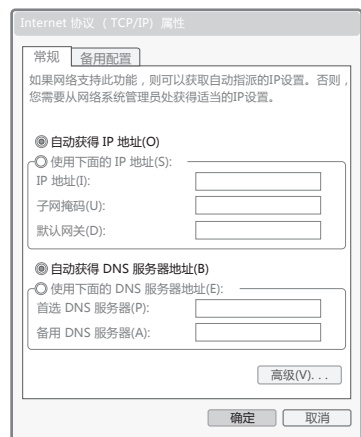 Internet 协议 （TCP/IP) 属性
常规
备用配置
如果网络支持此功能，则可以获取自动指派的IP设置。否则，
您需要从网络系统管理员处获得适当的IP设置。
自动获得 IP 地址(O)
使用下面的 IP 地址(S):
IP 地址(I):
子网掩码(U):
默认网关(D):
自动获得 DNS 服务器地址(B)
使用下面的 DNS 服务器地址(E):
首选 DNS 服务器(P):
备用 DNS 服务器(A):
高级(V). . .
确定
取消